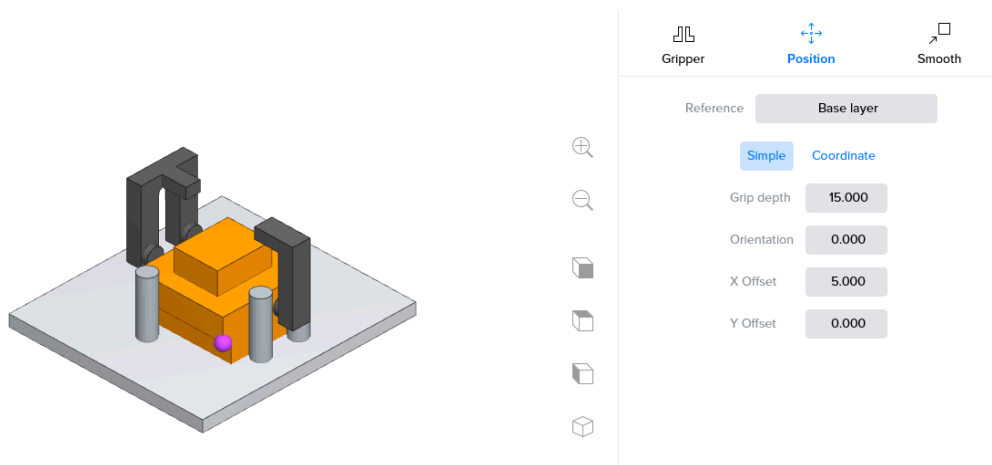 Gripper
Position
Smooth
Reference
Base layer
Simple
Coordinate
Grip depth
15.000
Orientation
0.000
X Offset
5.000
Y Offset
0.000